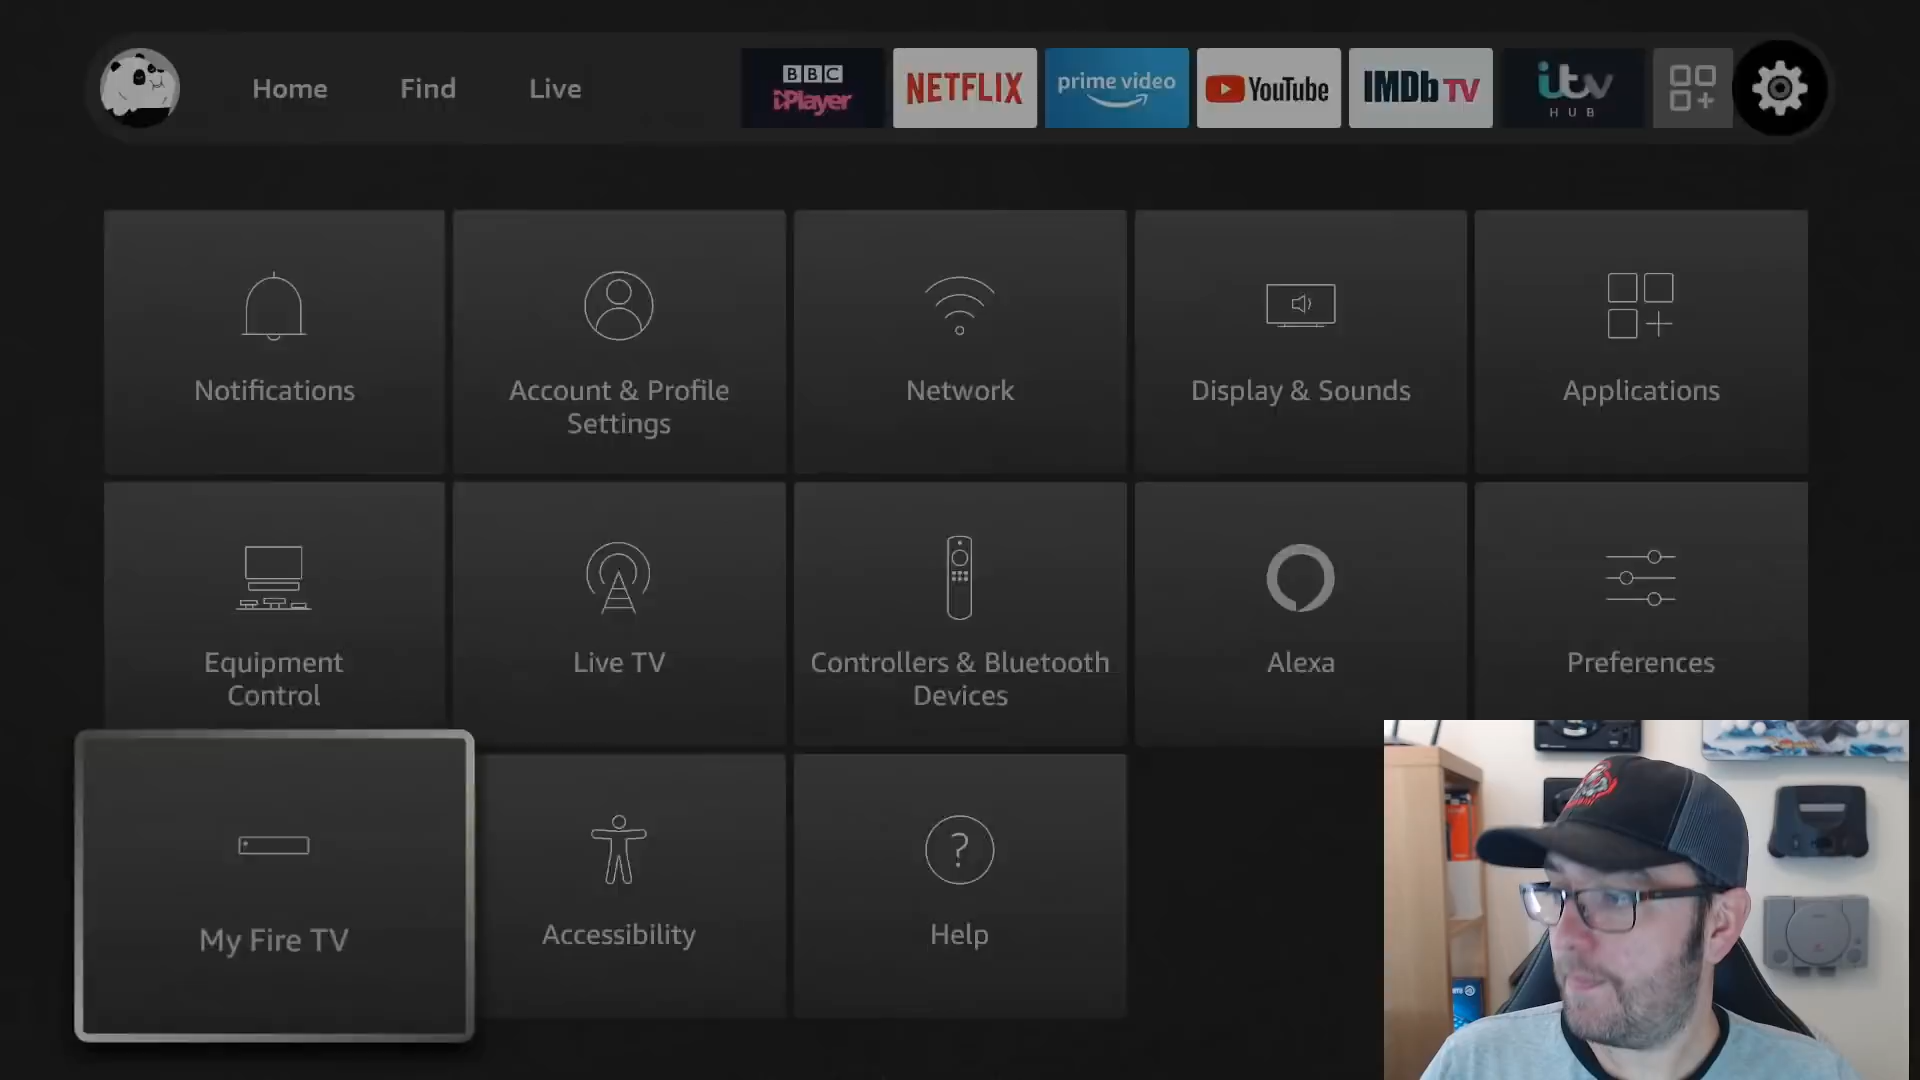 Home
Find
Live
BBC
iPLAYER
NETFLIX
prime video
YouTube
IMDb TV
itv
HUB
Notifications
Account & Profile
Settings
Network
Display & Sounds
Applications
Equipment
Control
Live TV
Controllers & Bluetooth
Devices
Alexa
Preferences
My Fire TV
Accessibility
?
Help